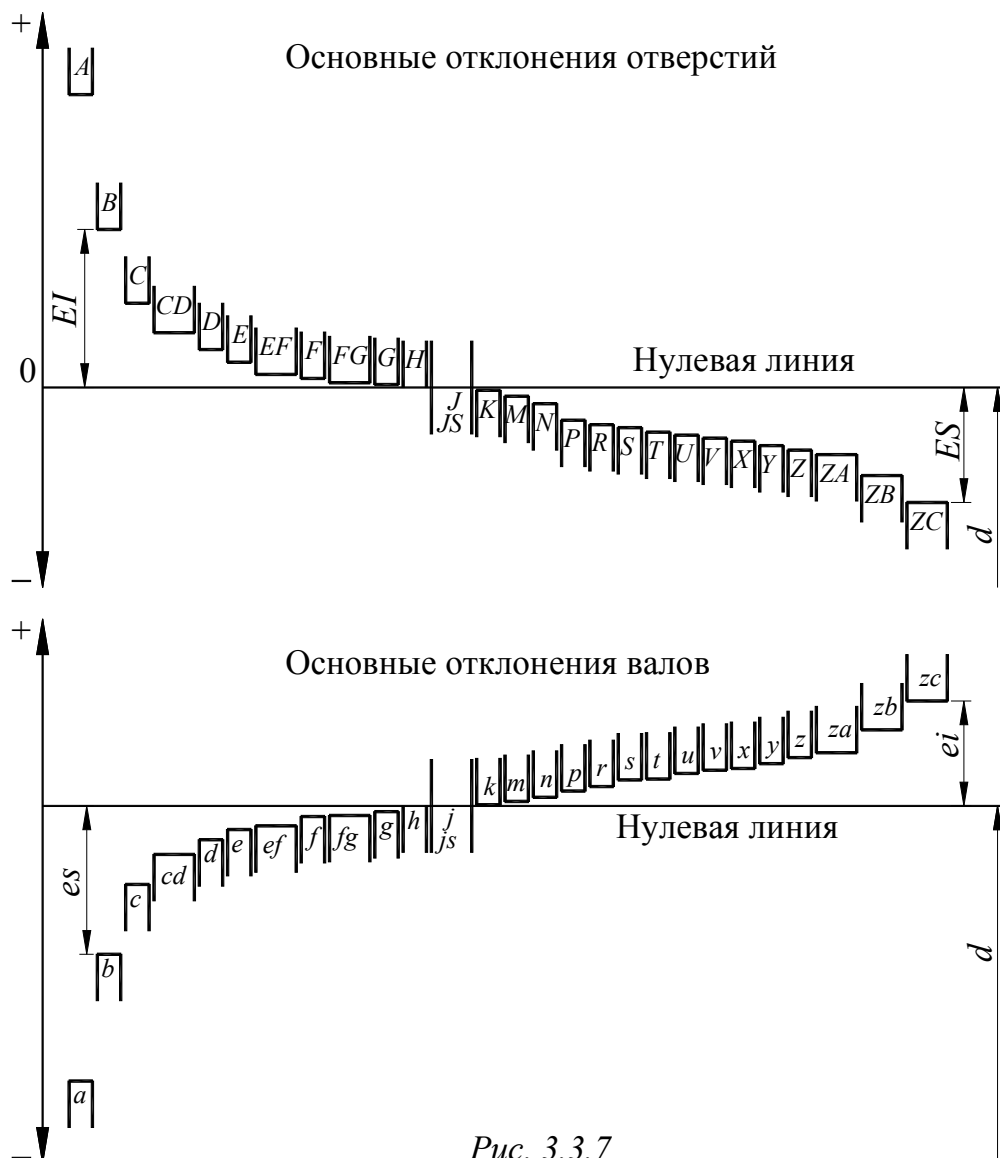 +
Основные отклонения отверстий
A
B
C
CD
D
E
EF
F
FG
G
H
EI
0
Нулевая линия
J
JS
K
M
N
P
R
S
T
U
V
X
Y
Z
ZA
ZB
ZC
ES
d
−
+
Основные отклонения валов
zc
zb
za
z
y
x
v
u
t
s
r
p
n
m
k
ei
j
js
h
g
fg
f
ef
e
d
cd
c
b
a
es
Нулевая линия
d
−
Рис. 3.3.7